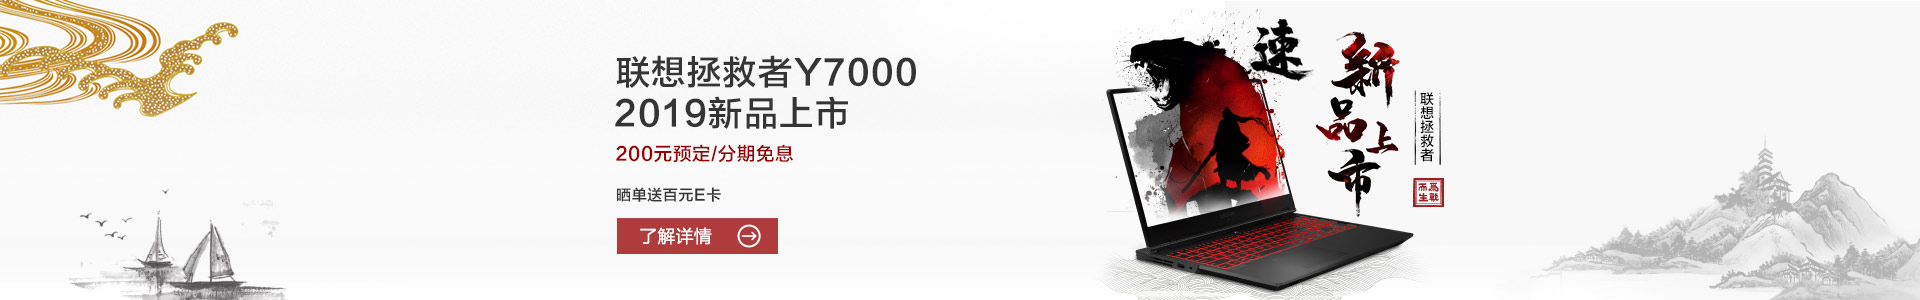 联想拯救者Y7000
2019新品上市
200元预定/分期免息
晒单送百元E卡
了解详情
速
新品上市
联想拯救者
爲戰
而生